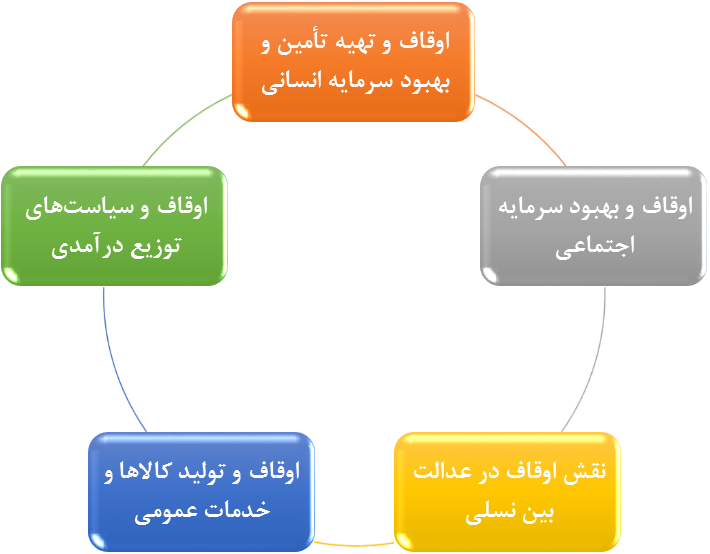 اوقاف و تهیه تأمین و
بهبود سرمایه انسانی
اوقاف و بهبود سرمایه
اجتماعی
نقش اوقاف در عدالت
بین نسلی
اوقاف و تولید کالاها و
خدمات عمومی
اوقاف و سیاست‌های
توزیع درآمدی